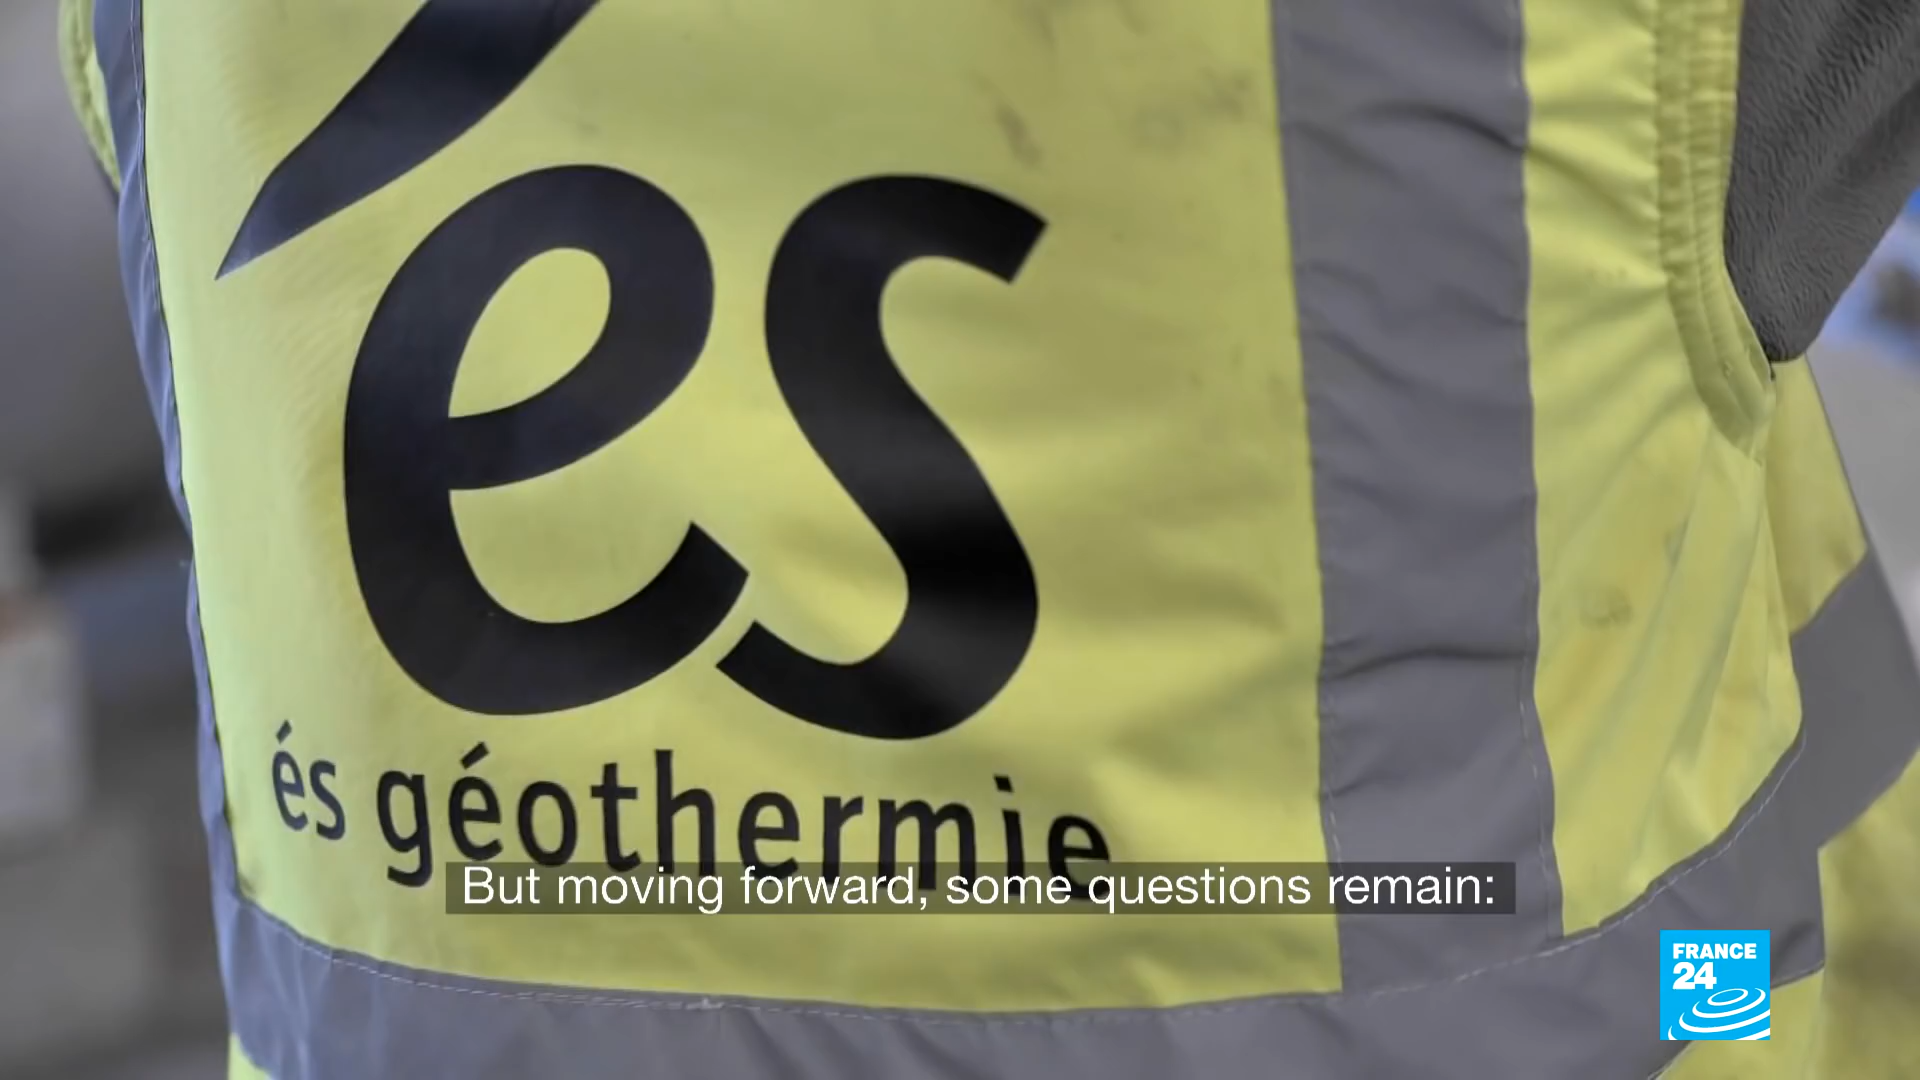 és
és géothermie
But moving forward, some questions remain:
FRANCE
24